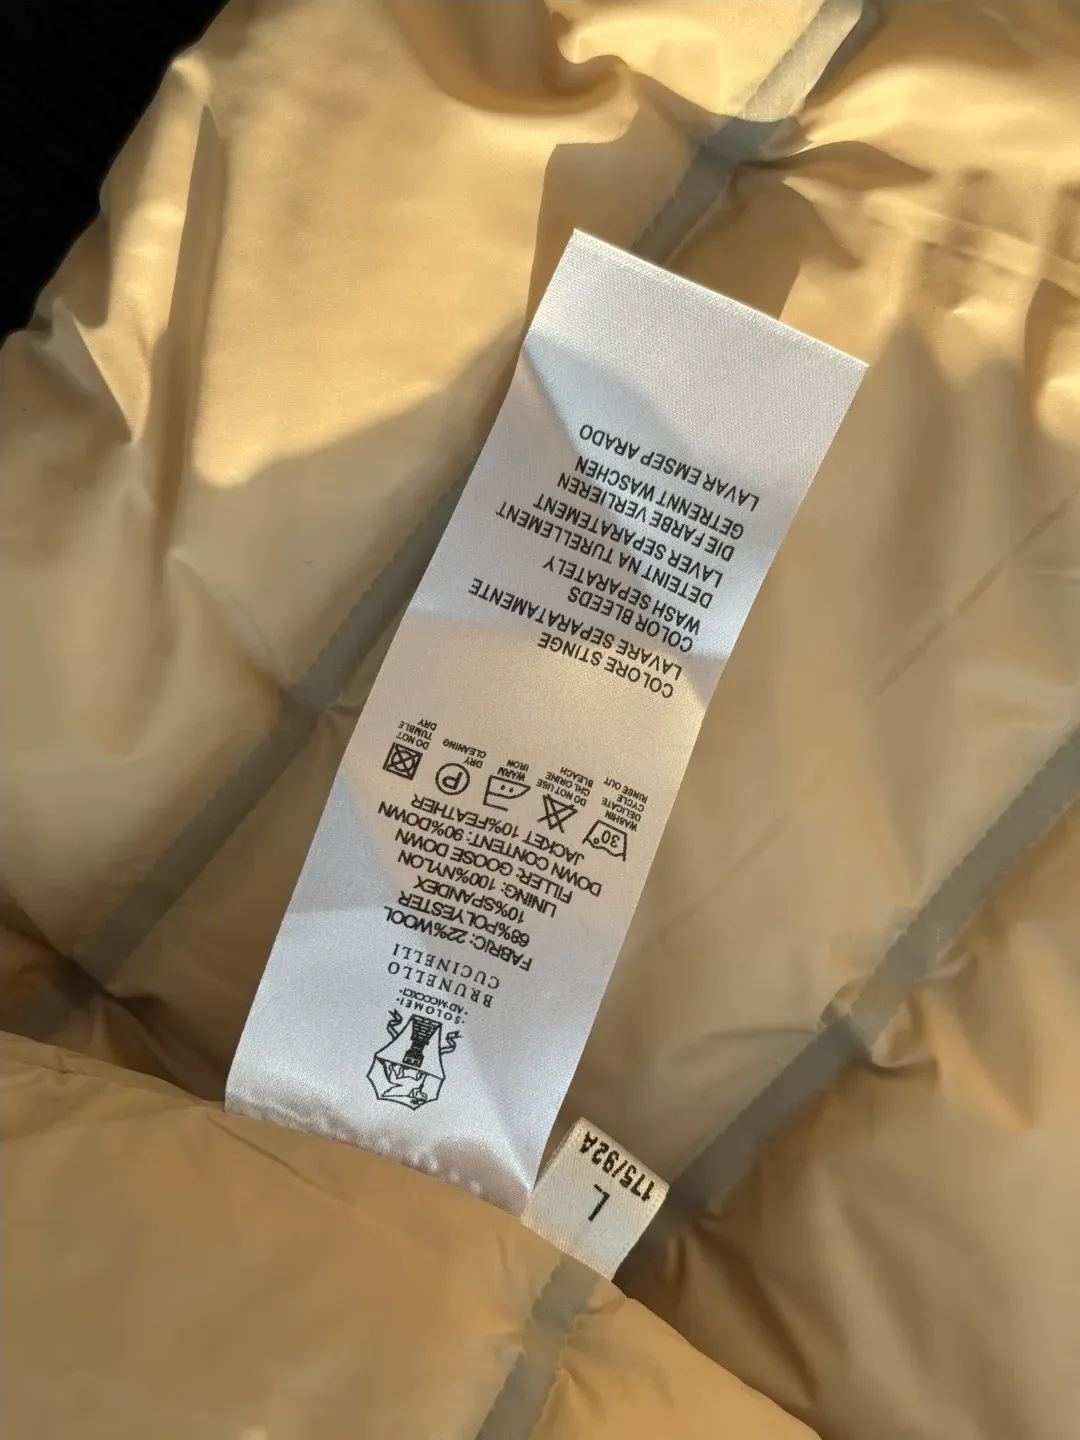 ·SOLOMEI·
·AD·MCCCXCI·
BRUNELLO
CUCINELLI
FABRIC: 22%WOOL
68%POLYESTER
10%SPANDEX
LINING: 100%NYLON
FILLER: GOOSE DOWN
DOWN CONTENT: 90%DOWN
JACKET 10%FEATHER
30°
P
WASHIN
DELICATE
CYCLE
RINSE OUT
DO NOT USE
CHLORINE
BLEACH
WARM
IRON
DRY
CLEANING
DO NOT
TUMBLE
DRY
COLORE STINGE
LAVARE SEPARATAMENTE
COLOR BLEEDS
WASH SEPARATELY
DETEINT NA TURELLEMENT
LAVER SEPARATEMENT
DIE FARBE VERLIEREN
GETRENNT WASCHEN
LAVAR EMSEP ARADO
L
175/92A